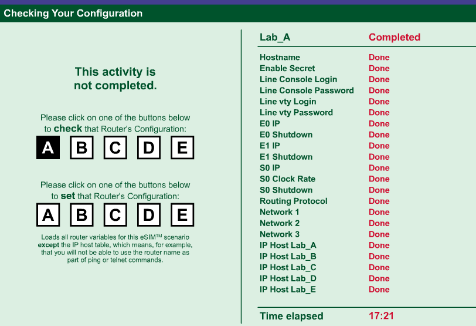 Checking Your Configuration
This activity is
not completed.
Please click on one of the buttons below
to check that Router's Configuration:
A B C D E
Please click on one of the buttons below
to set that Router's Configuration:
A B C D E
Loads all router variables for this eSIM™ scenario
except the IP host table, which means, for example,
that you will not be able to use the router name as
part of ping or telnet commands.
Lab_A Completed
Hostname Done
Enable Secret Done
Line Console Login Done
Line Console Password Done
Line vty Login Done
Line vty Password Done
E0 IP Done
E0 Shutdown Done
E1 IP Done
E1 Shutdown Done
S0 IP Done
S0 Clock Rate Done
S0 Shutdown Done
Routing Protocol Done
Network 1 Done
Network 2 Done
Network 3 Done
IP Host Lab_A Done
IP Host Lab_B Done
IP Host Lab_C Done
IP Host Lab_D Done
IP Host Lab_E Done
Time elapsed 17:21